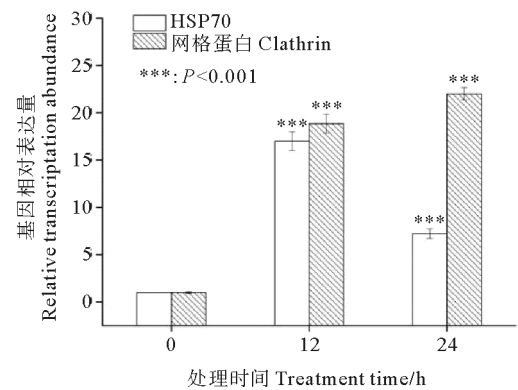 HSP70
网格蛋白 Clathrin
***: P<0.001
基因相对表达量
Relative transcriptation abundance
30
25
20
15
10
5
0
***
***
***
***
0
12
24
处理时间 Treatment time/h